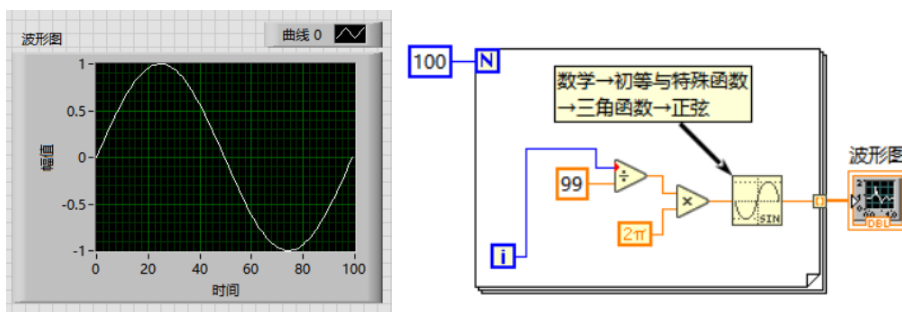 波形图
曲线 0
1
0.5
0
-0.5
-1
幅值
0
20
40
60
80
100
时间
100
N
数学→初等与特殊函数
→三角函数→正弦
99
÷
×
2π
i
SIN
波形图
DBL